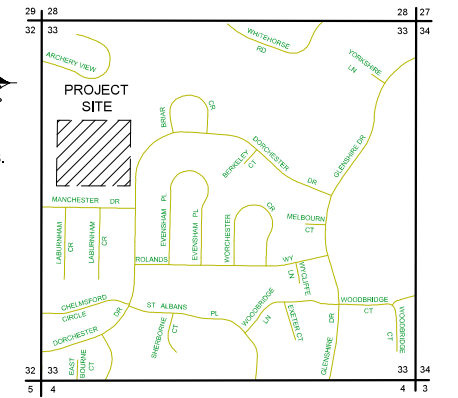 29 28
28 27
32 33
33 34
WHITEHORSE
RD
ARCHERY VIEW
YORKSHIRE
LN
PROJECT
SITE
s.
BRIAR
CR
DORCHESTER
DR
BERKELEY
CT
GLENSHIRE DR
MANCHESTER DR
EVENSHAM PL
EVENSHAM PL
WORCHESTER
CR
MELBOURN
CT
LABURNHAM
CR
LABURNHAM
CR
ROLANDS
WY
WYCLIFFE
LN
CHELMSFORD
CIRCLE
DR
DORCHESTER
ST ALBANS
PL
WOODBRIDGE
LN
WOODBRIDGE
CT
EXETER CT
SHERBORNE
CT
GLENSHIRE
DR
WOODBRIDGE
CT
EAST
BOURNE
CT
32 33
33 34
5 4
4 3